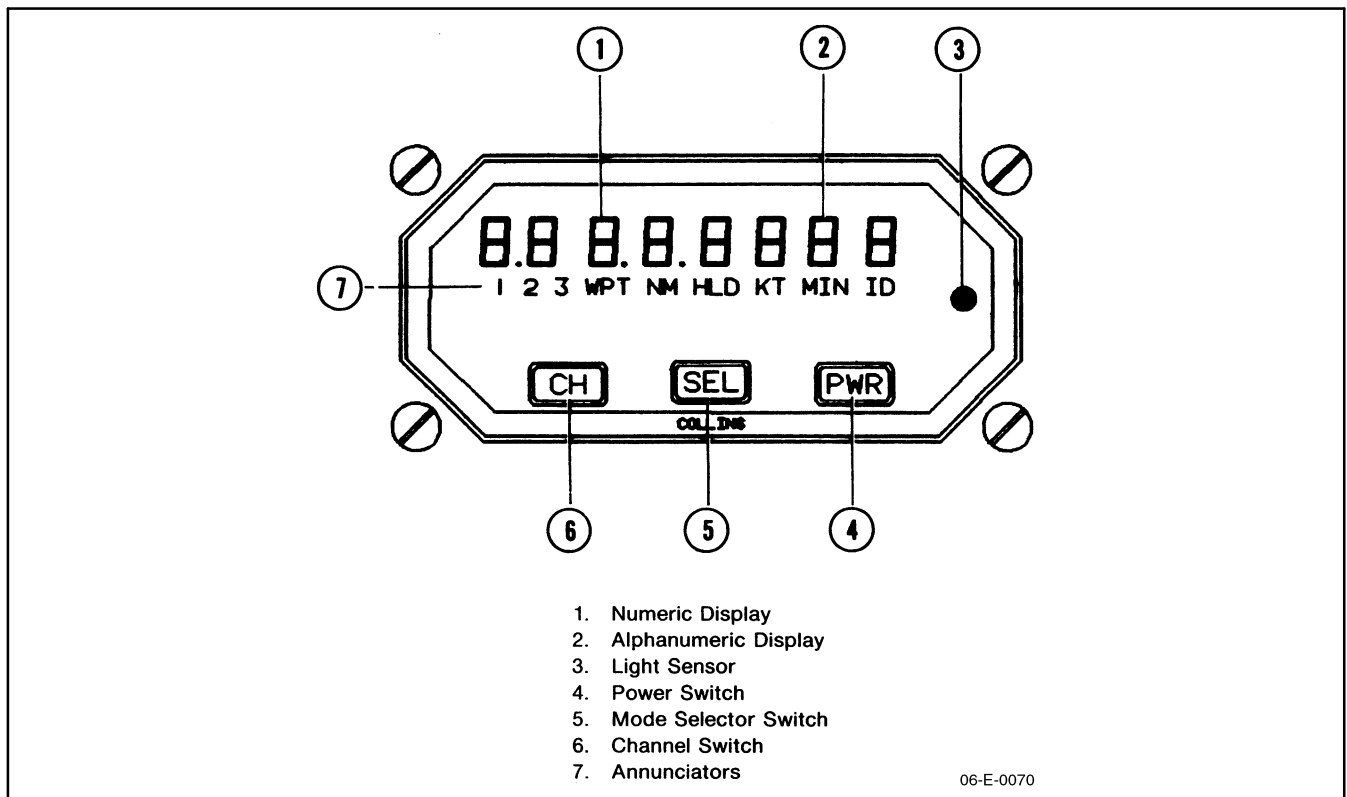 1 2 3
8.8 8.8.8 8 8 8
7 1 2 3 WPT NM HLD KT MIN ID
CH SEL PWR
COLLINS
6 5 4
1. Numeric Display
2. Alphanumeric Display
3. Light Sensor
4. Power Switch
5. Mode Selector Switch
6. Channel Switch
7. Annunciators
06-E-0070